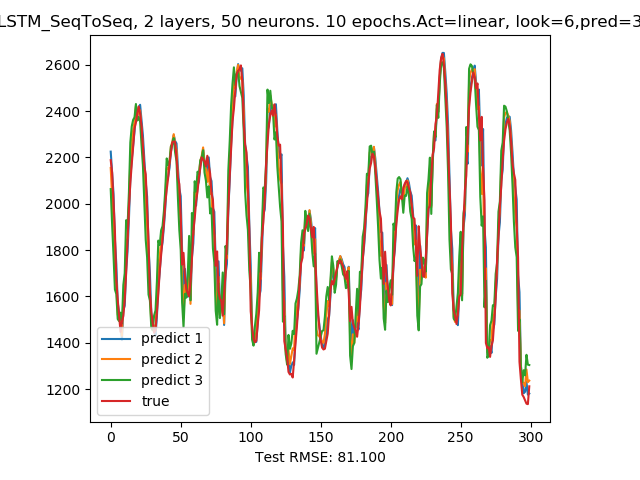 LSTM_SeqToSeq, 2 layers, 50 neurons. 10 epochs.Act=linear, look=6,pred=3
2600
2400
2200
2000
1800
1600
1400
1200
predict 1
predict 2
predict 3
true
0 50 100 150 200 250 300
Test RMSE: 81.100